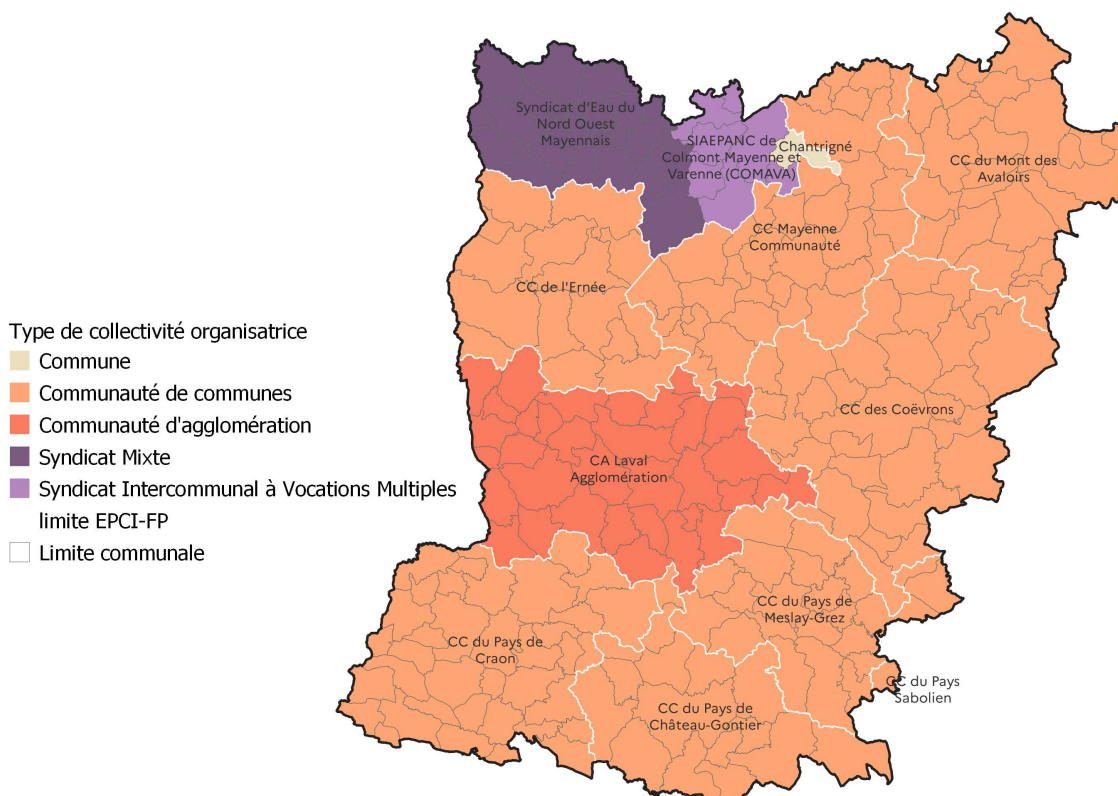 Syndicat d'Eau du
Nord Ouest
Mayennais
SIAEPANC de
Colmont Mayenne et
Varenne (COMAVA)
Chantrigné
CC du Mont des
Avaloirs
CC Mayenne
Communauté
CC de l'Ernée
CC des Coëvrons
CA Laval
Agglomération
CC du Pays de
Meslay-Grez
CC du Pays de
Craon
CC du Pays
Sabolien
CC du Pays de
Château-Gontier
Type de collectivité organisatrice
Commune
Communauté de communes
Communauté d'agglomération
Syndicat Mixte
Syndicat Intercommunal à Vocations Multiples
limite EPCI-FP
Limite communale